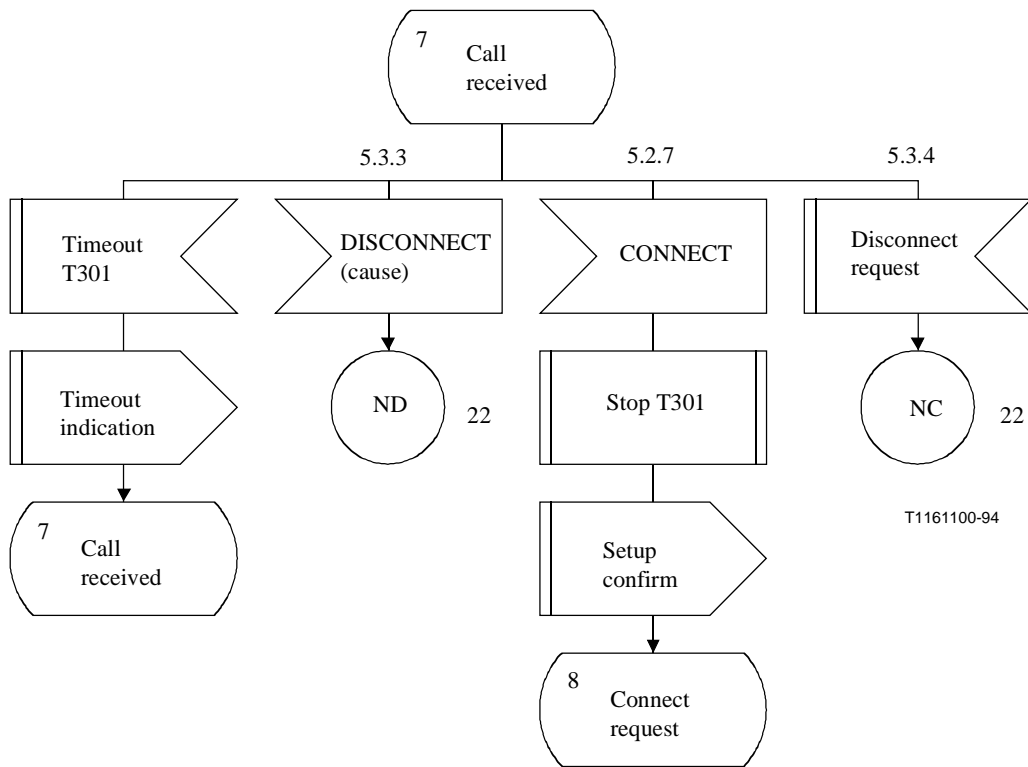 7
Call
received
5.3.3
5.2.7
5.3.4
Timeout
T301
DISCONNECT
(cause)
CONNECT
Disconnect
request
Timeout
indication
ND
22
Stop T301
NC
22
7
Call
received
Setup
confirm
T1161100-94
8
Connect
request